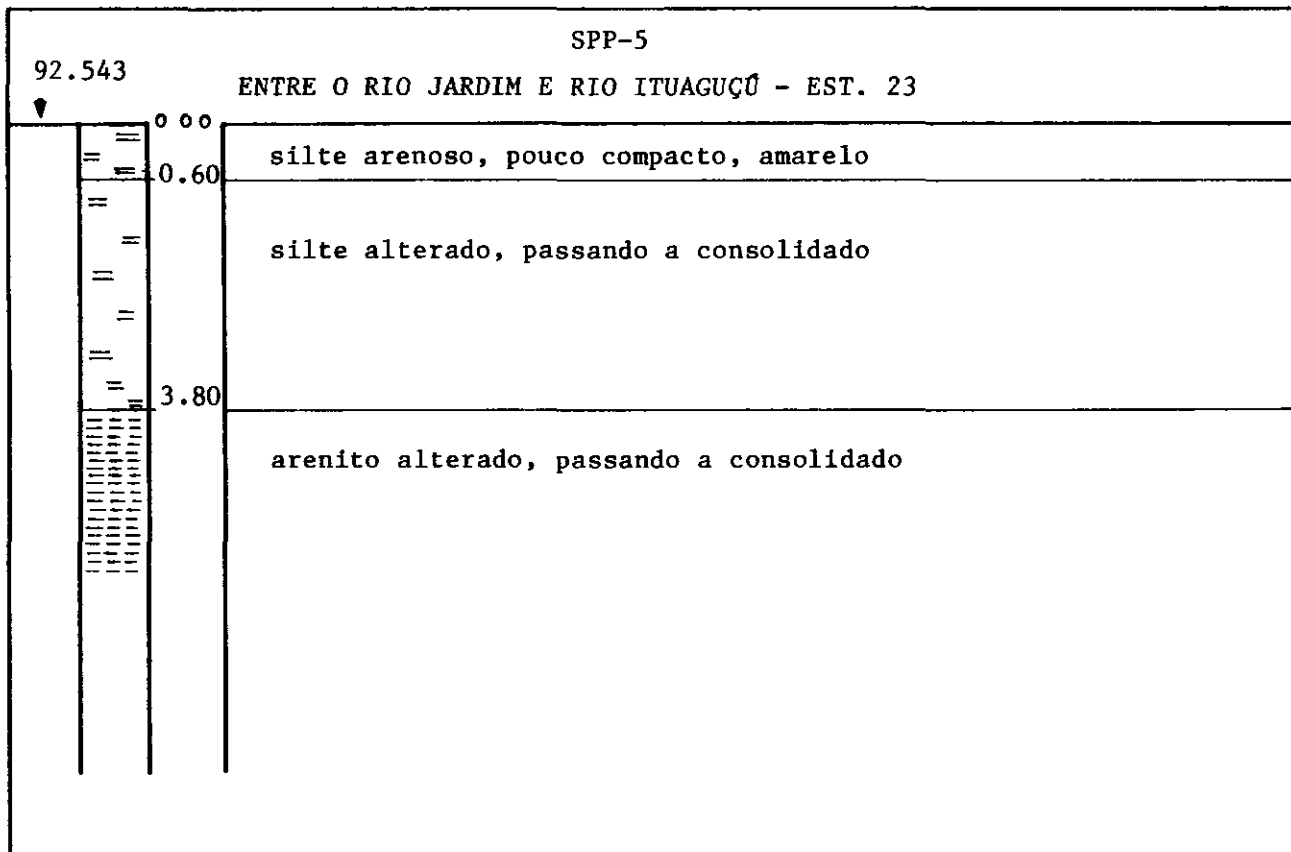 SPP-5
92.543
ENTRE O RIO JARDIM E RIO ITUAGUÇÛ - EST. 23
0 00
silte arenoso, pouco compacto, amarelo
0.60
silte alterado, passando a consolidado
3.80
arenito alterado, passando a consolidado